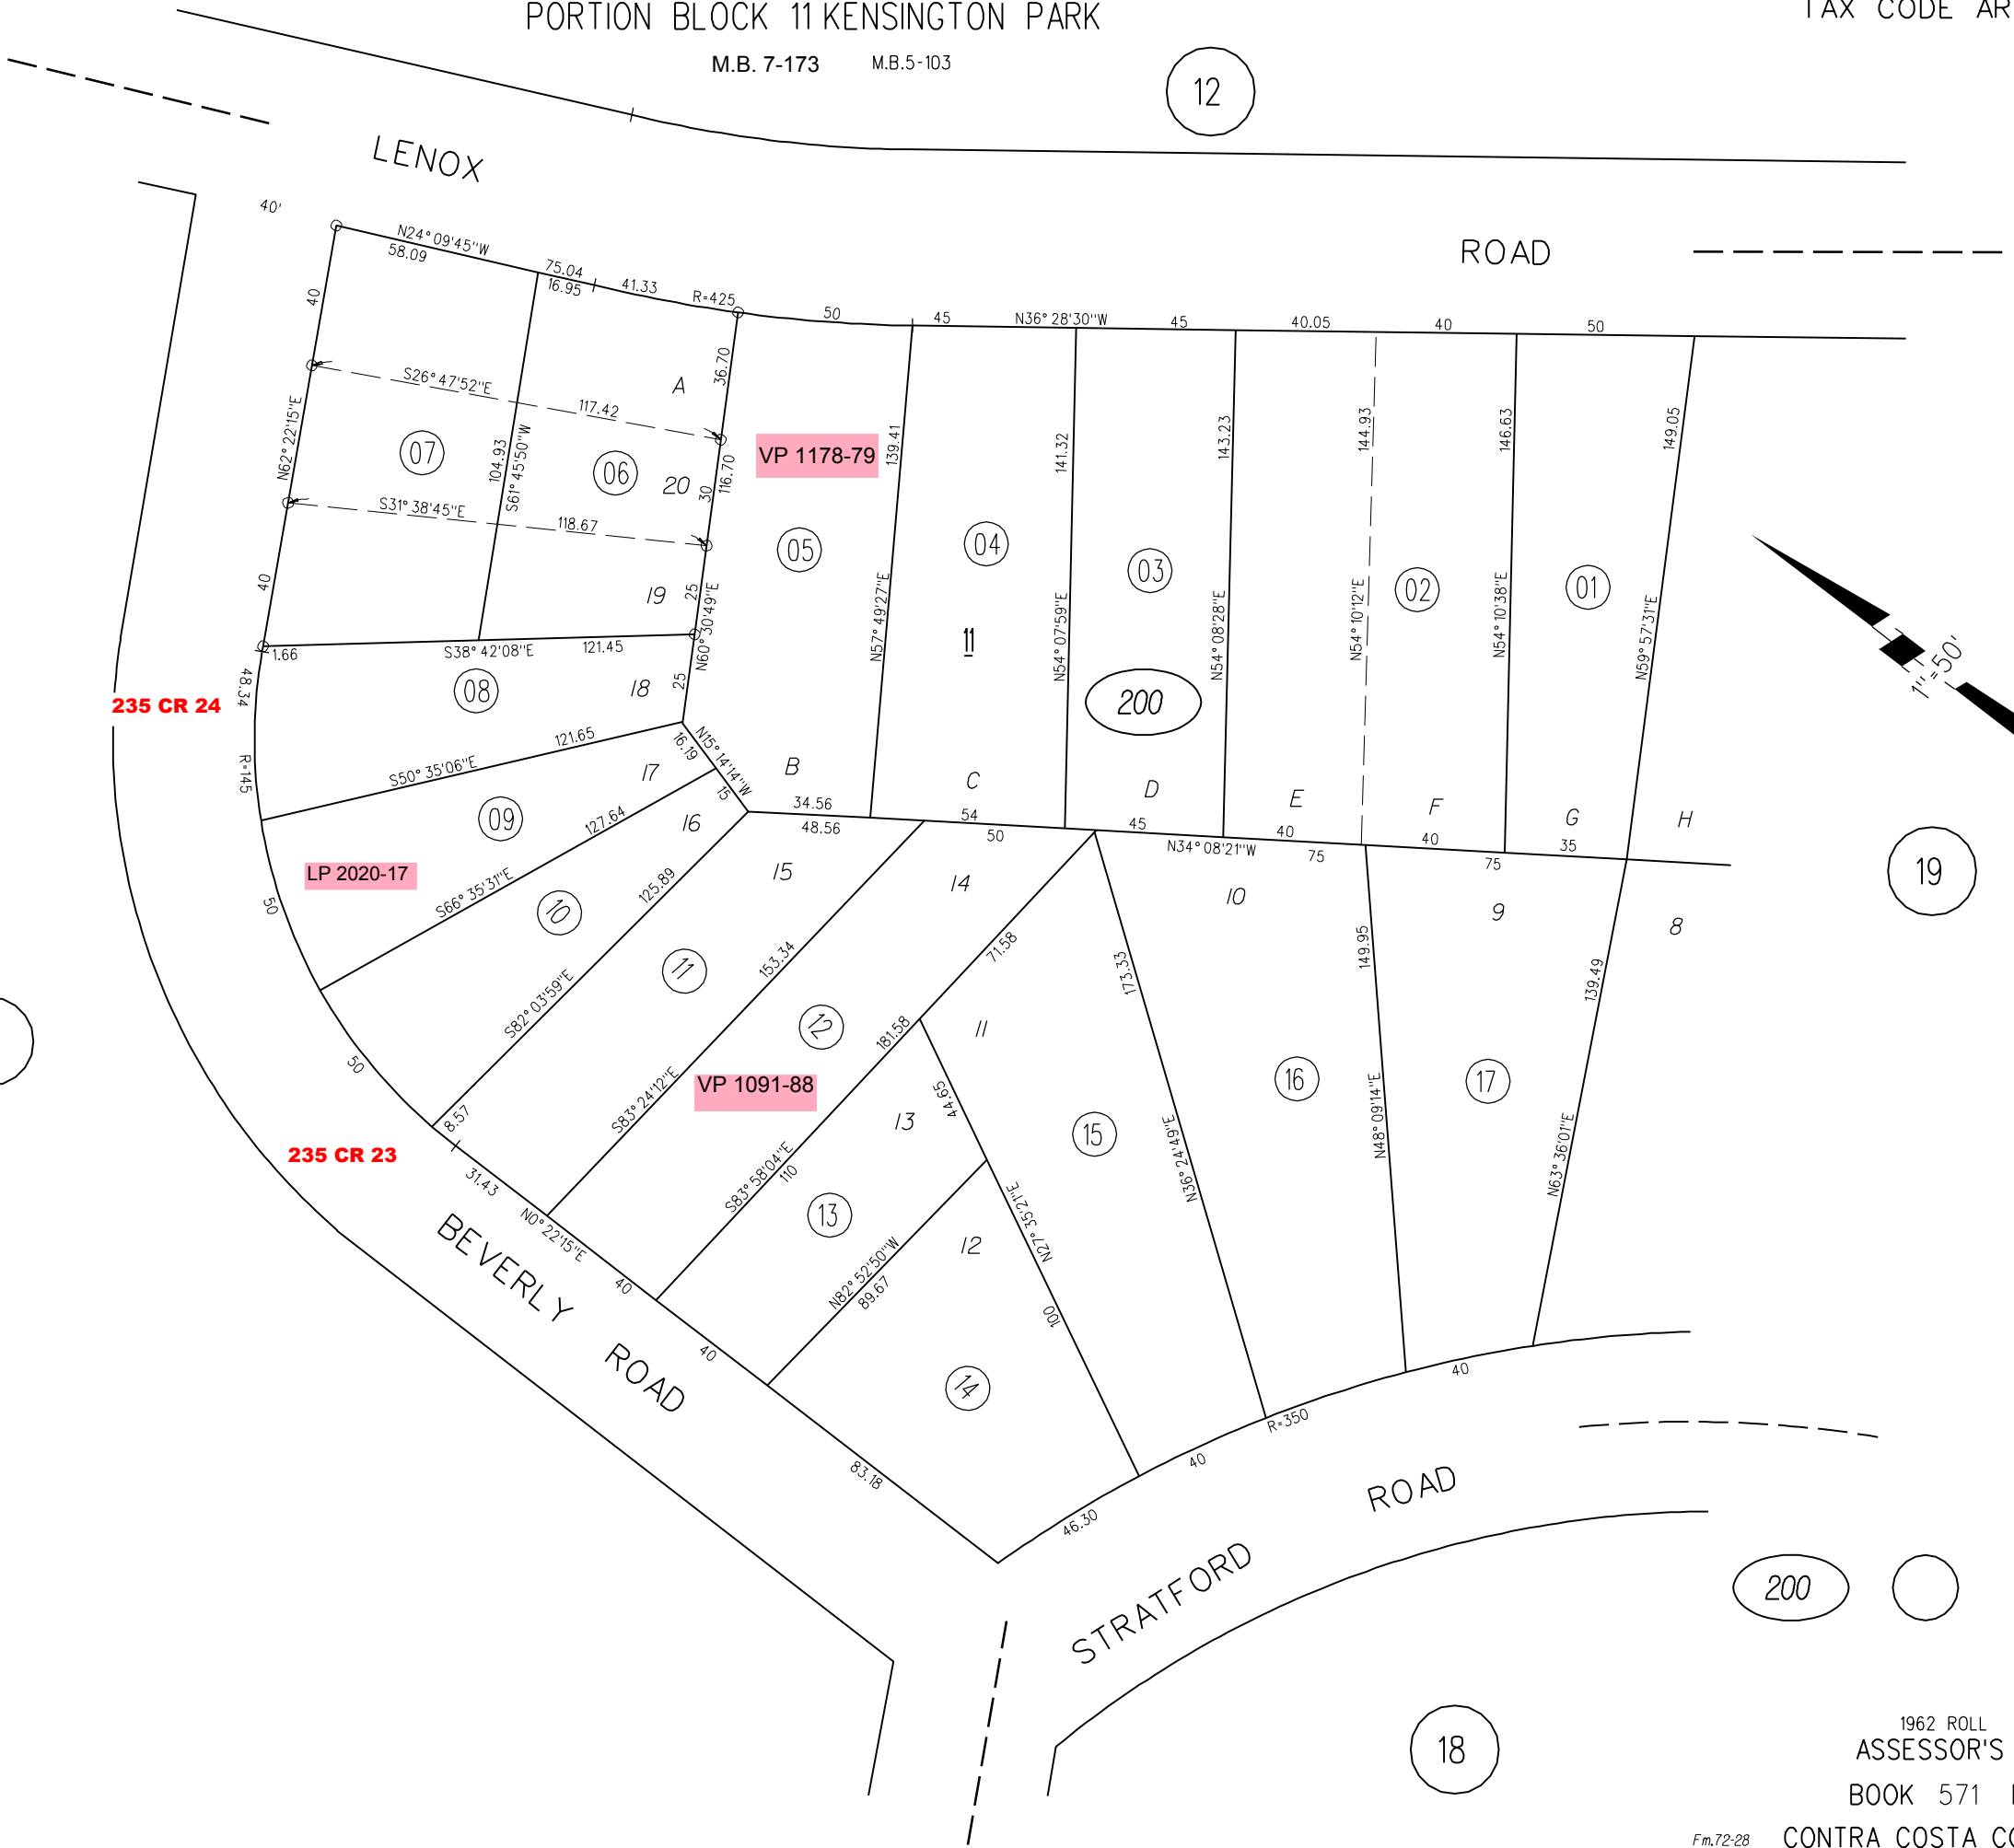 PORTION BLOCK 11 KENSINGTON PARK
TAX CODE AR
M.B. 7-173 M.B.5-103
12
LENOX
ROAD
40'
N24°09'45"W
58.09
75.04
16.95
41.33
R=425
50
45
N36°28'30"W
45
40.05
40
50
40
N62°22'15"E
40
S26°47'52"E
117.42
S31°38'45"E
118.67
104.93
S61°45'50"W
A
36.70
116.70
30
25
N60°30'49"E
25
07
06
20
19
VP 1178-79
05
139.41
N57°49'27"E
04
11
141.32
N54°07'59"E
03
200
143.23
N54°08'28"E
144.93
N54°10'12"E
02
146.63
N54°10'38"E
01
149.05
N59°57'31"E
1"=50'
1.66
S38°42'08"E
121.45
08
18
48.34
R=145
235 CR 24
121.65
S50°35'06"E
17
16.19
N15°14'14"W
15
B
C
D
E
F
G
H
34.56
48.56
54
50
45
N34°08'21"W
40
75
40
75
35
09
127.64
16
LP 2020-17
S66°35'31"E
50
10
125.89
S82°03'59"E
50
15
14
11
153.34
S83°24'12"E
12
VP 1091-88
71.58
181.58
S83°58'04"E
110
11
13
44.65
13
15
173.33
N36°24'49"E
10
16
149.95
N48°09'14"E
9
17
139.49
N63°36'01"E
8
19
8.57
31.43
235 CR 23
N0°22'15"E
40
40
BEVERLY
ROAD
N82°52'50"W
89.67
12
N27°35'21"E
100
14
83.18
46.30
40
R=350
40
STRATFORD
ROAD
200
18
1962 ROLL
ASSESSOR'S
BOOK 571
Fm.72-28 CONTRA COSTA CO